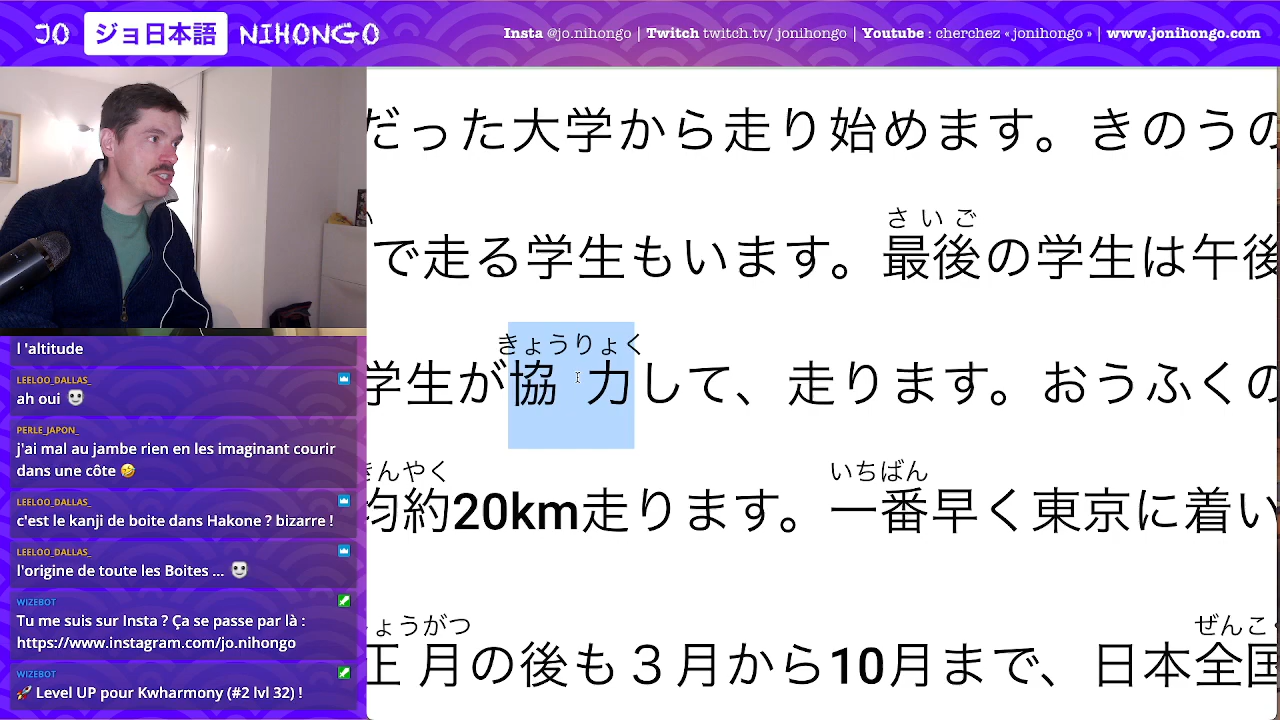 JO ジョ日本語 NIHONGO
Insta @jo.nihongo | Twitch twitch.tv/ jonihongo | Youtube : cherchez « jonihongo » | www.jonihongo.com
だった大学から走り始めます。きのうの
さいご
で走る学生もいます。最後の学生は午後
きょうりょく
学生が協力して、走ります。おうふくの
きんやく いちばん
均約20km走ります。一番早く東京に着い
ょうがつ ぜんこ
正月の後も３月から10月まで、日本全国
l 'altitude
LEELOO_DALLAS_
ah oui
PERLE_JAPON_
j'ai mal au jambe rien en les imaginant courir
dans une côte 🤣
LEELOO_DALLAS_
c'est le kanji de boite dans Hakone ? bizarre !
LEELOO_DALLAS_
l'origine de toute les Boites ...
WIZEBOT
Tu me suis sur Insta ? Ça se passe par là :
https://www.instagram.com/jo.nihongo
WIZEBOT
🚀 Level UP pour Kwharmony (#2 lvl 32) !